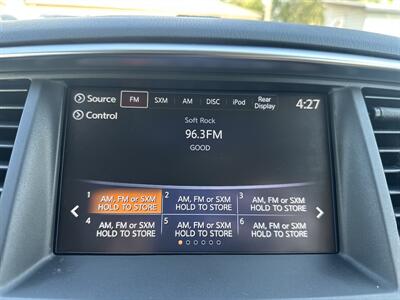 Source FM SXM AM DISC iPod Rear Display 4:27
Control
Soft Rock
96.3FM
GOOD
1 AM, FM or SXM HOLD TO STORE
2 AM, FM or SXM HOLD TO STORE
3 AM, FM or SXM HOLD TO STORE
4 AM, FM or SXM HOLD TO STORE
5 AM, FM or SXM HOLD TO STORE
6 AM, FM or SXM HOLD TO STORE